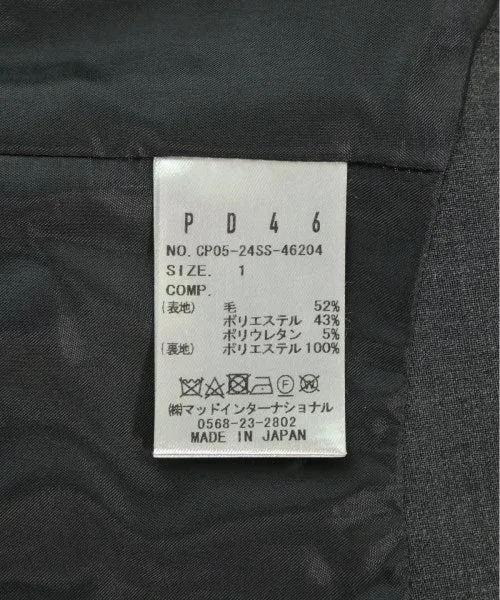 PD46
NO. CP05-24SS-46204
SIZE. 1
COMP.
(表地) 毛 52%
ポリエステル 43%
ポリウレタン 5%
(裏地) ポリエステル 100%
㈱マッドインターナショナル
0568-23-2802
MADE IN JAPAN